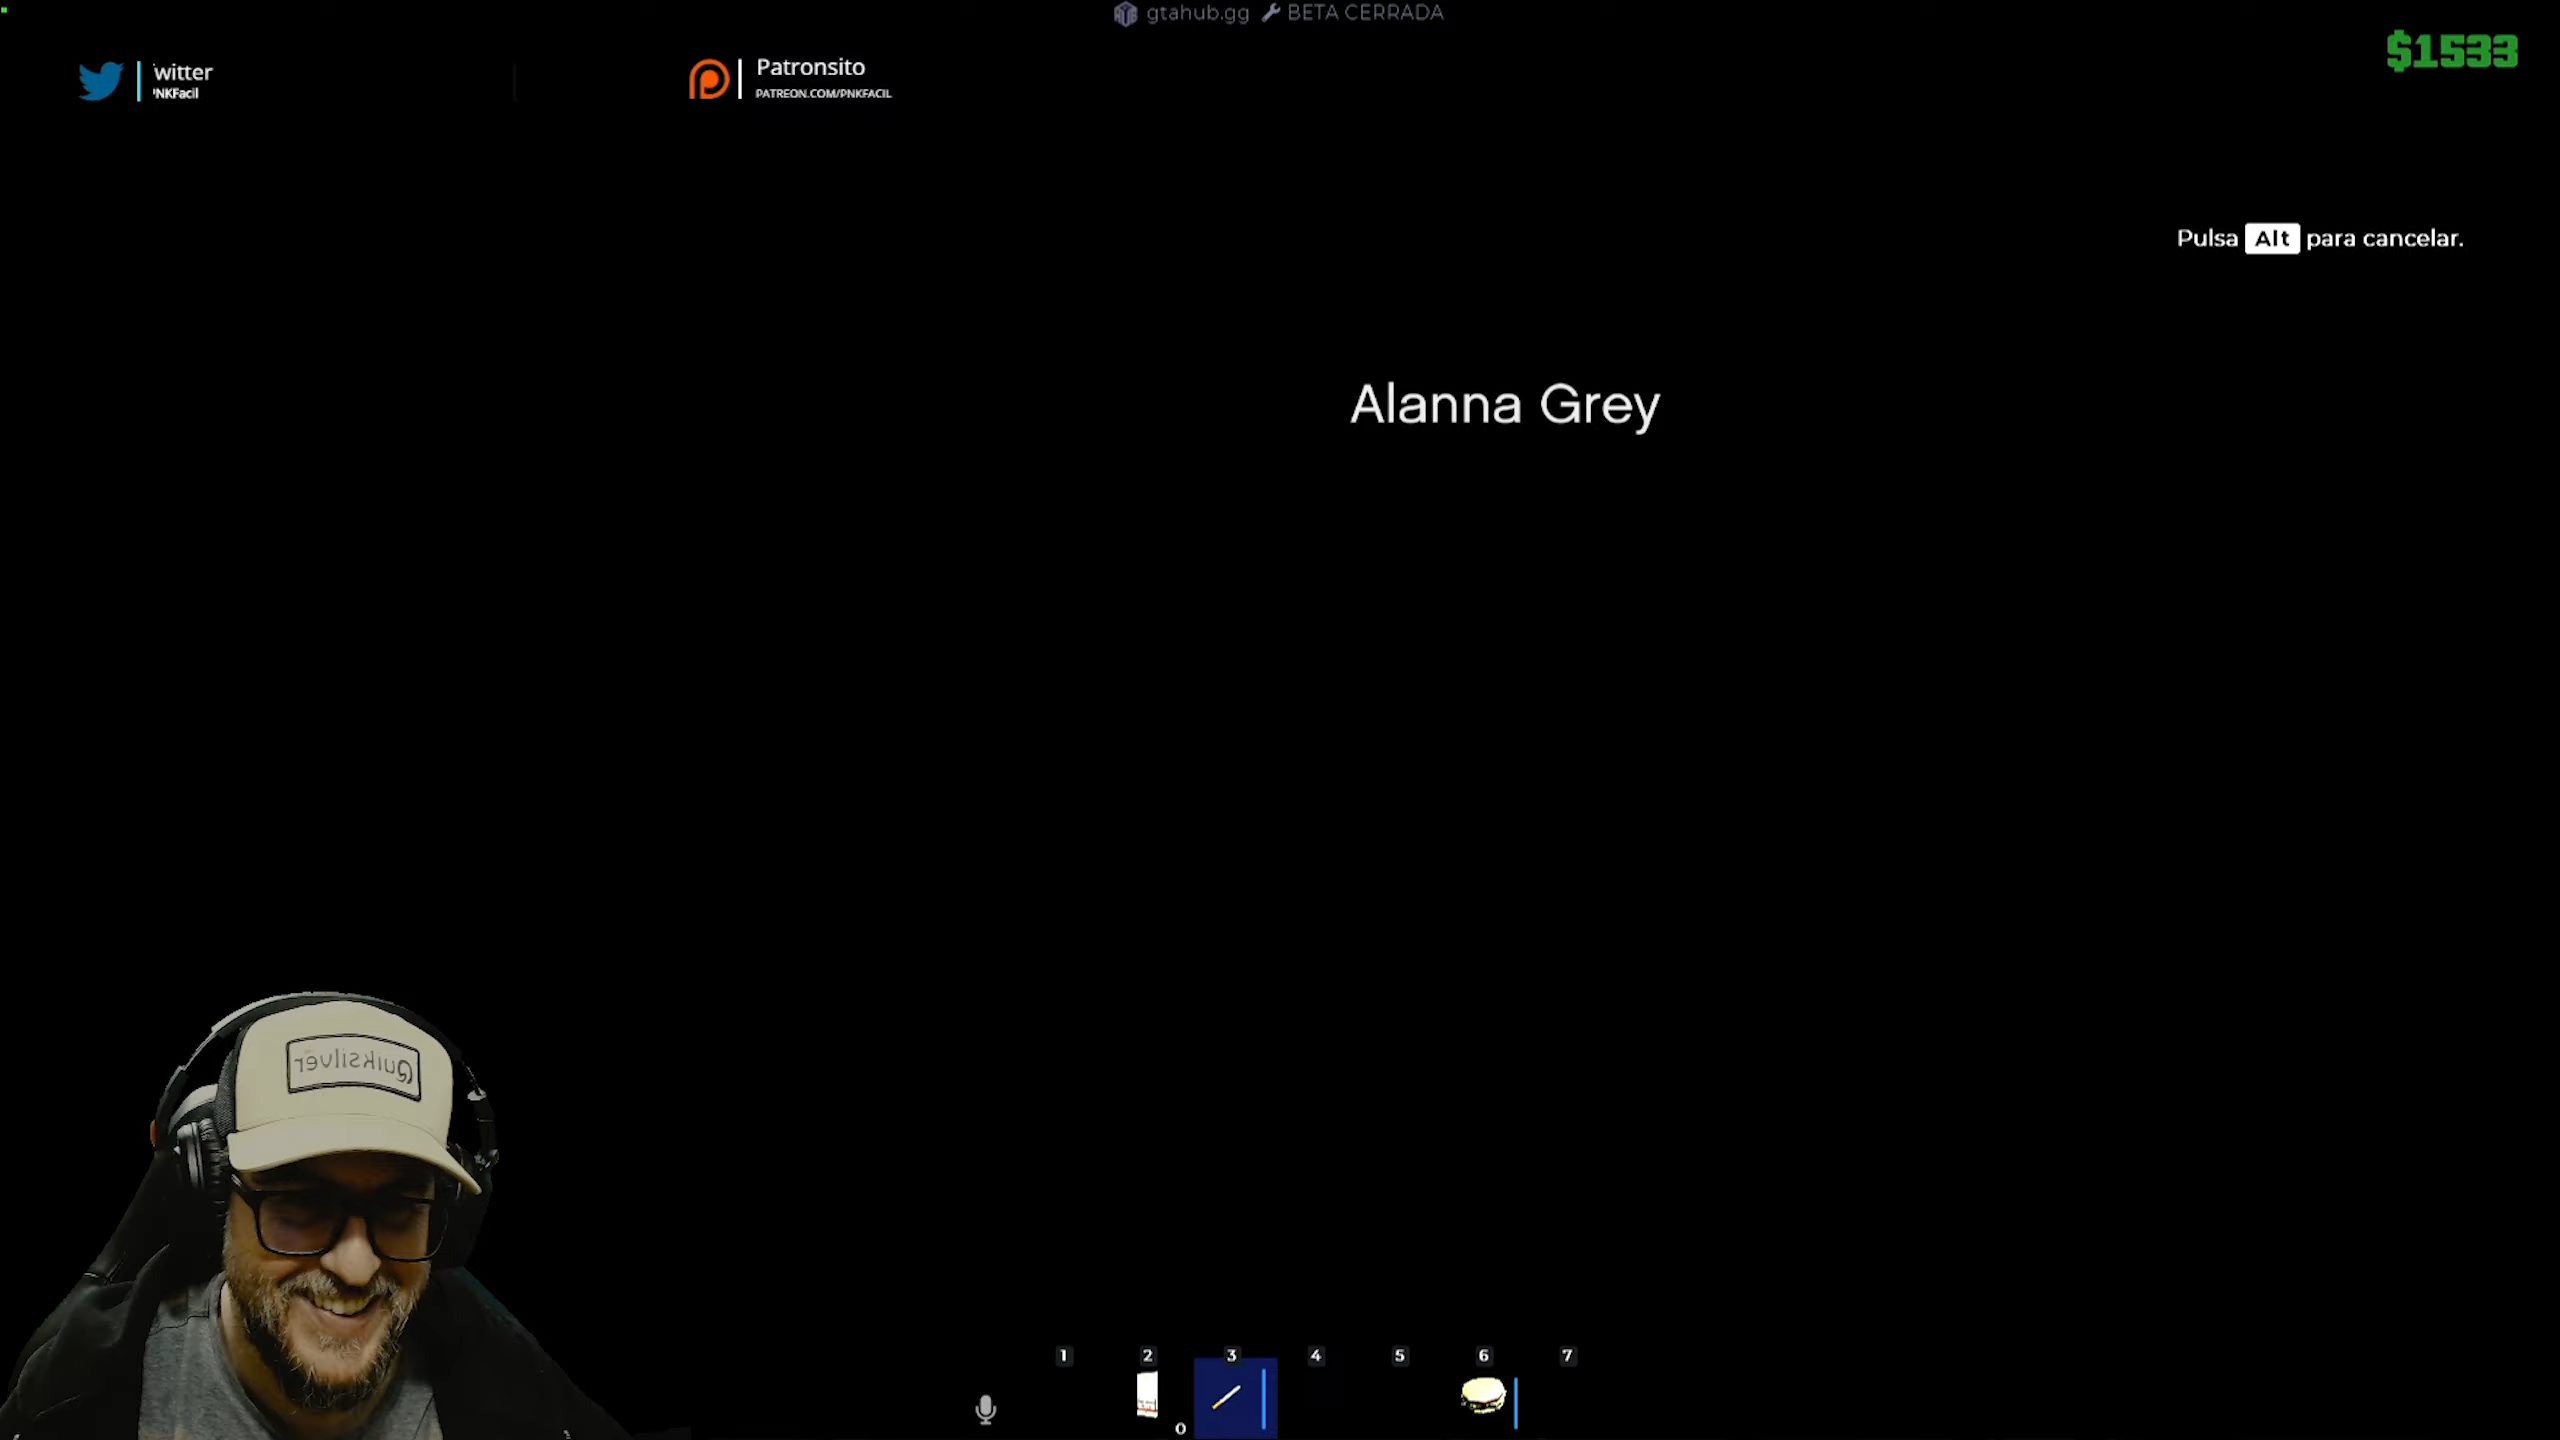 gtahub.gg BETA CERRADA
$1533
witter
NKFacil
Patronsito
PATREON.COM/PNKFACIL
Pulsa Alt para cancelar.
Alanna Grey
Quiksilver
1 2 3 4 5 6 7
0